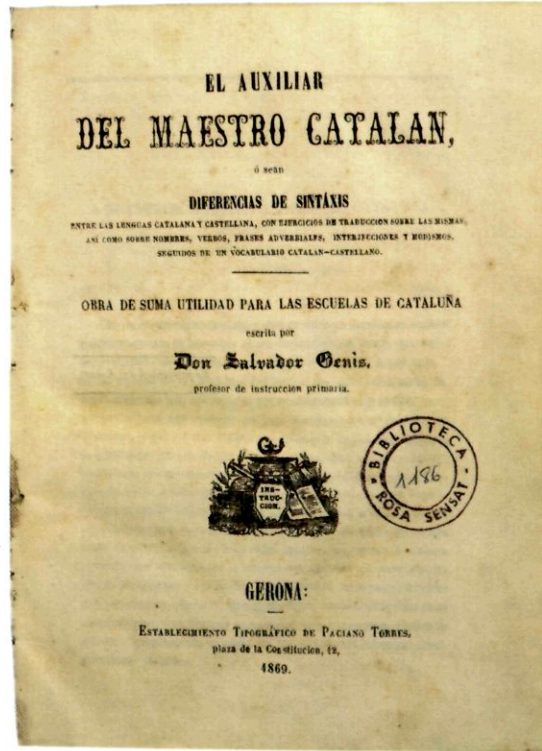 EL AUXILIAR
DEL MAESTRO CATALAN,
ó sean
DIFERENCIAS DE SINTÁXIS
ENTRE LAS LENGUAS CATALANA Y CASTELLANA, CON EJERCICIOS DE TRADUCCION SOBRE LAS MISMAS,
ASI COMO SOBRE NOMBRES, VERBOS, FRASES ADVERBIALES, INTERJECCIONES Y MODISMOS,
SEGUIDOS DE UN VOCABULARIO CATALAN-CASTELLANO.
OBRA DE SUMA UTILIDAD PARA LAS ESCUELAS DE CATALUÑA
escrita por
Don Salvador Genis,
profesor de instruccion primaria.
INS-
TRUC-
CION.
BIBLIOTECA
1186
ROSA SENSAT
GERONA:
ESTABLECIMIENTO TIPOGRÁFICO DE PACIANO TORRES,
plaza de la Constitucion, 12,
1869.